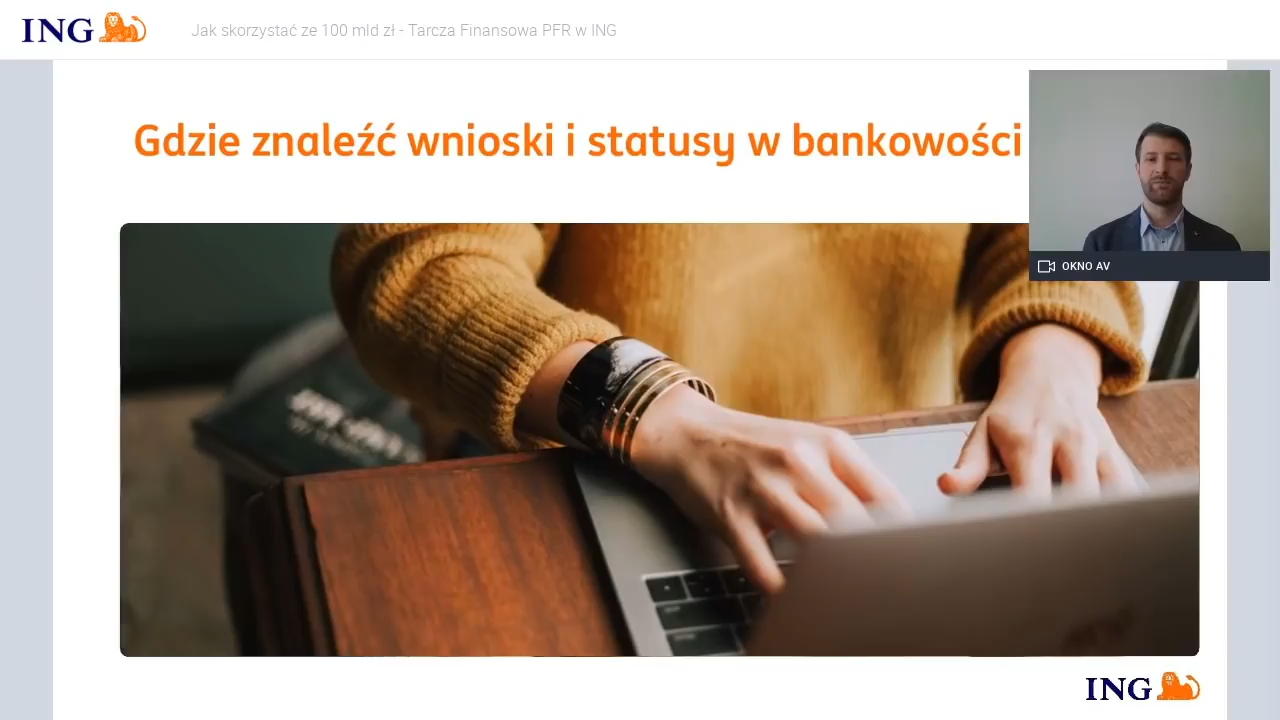 ING
Jak skorzystać ze 100 mld zł - Tarcza Finansowa PFR w ING
Gdzie znaleźć wnioski i statusy w bankowości
OKNO AV
ING